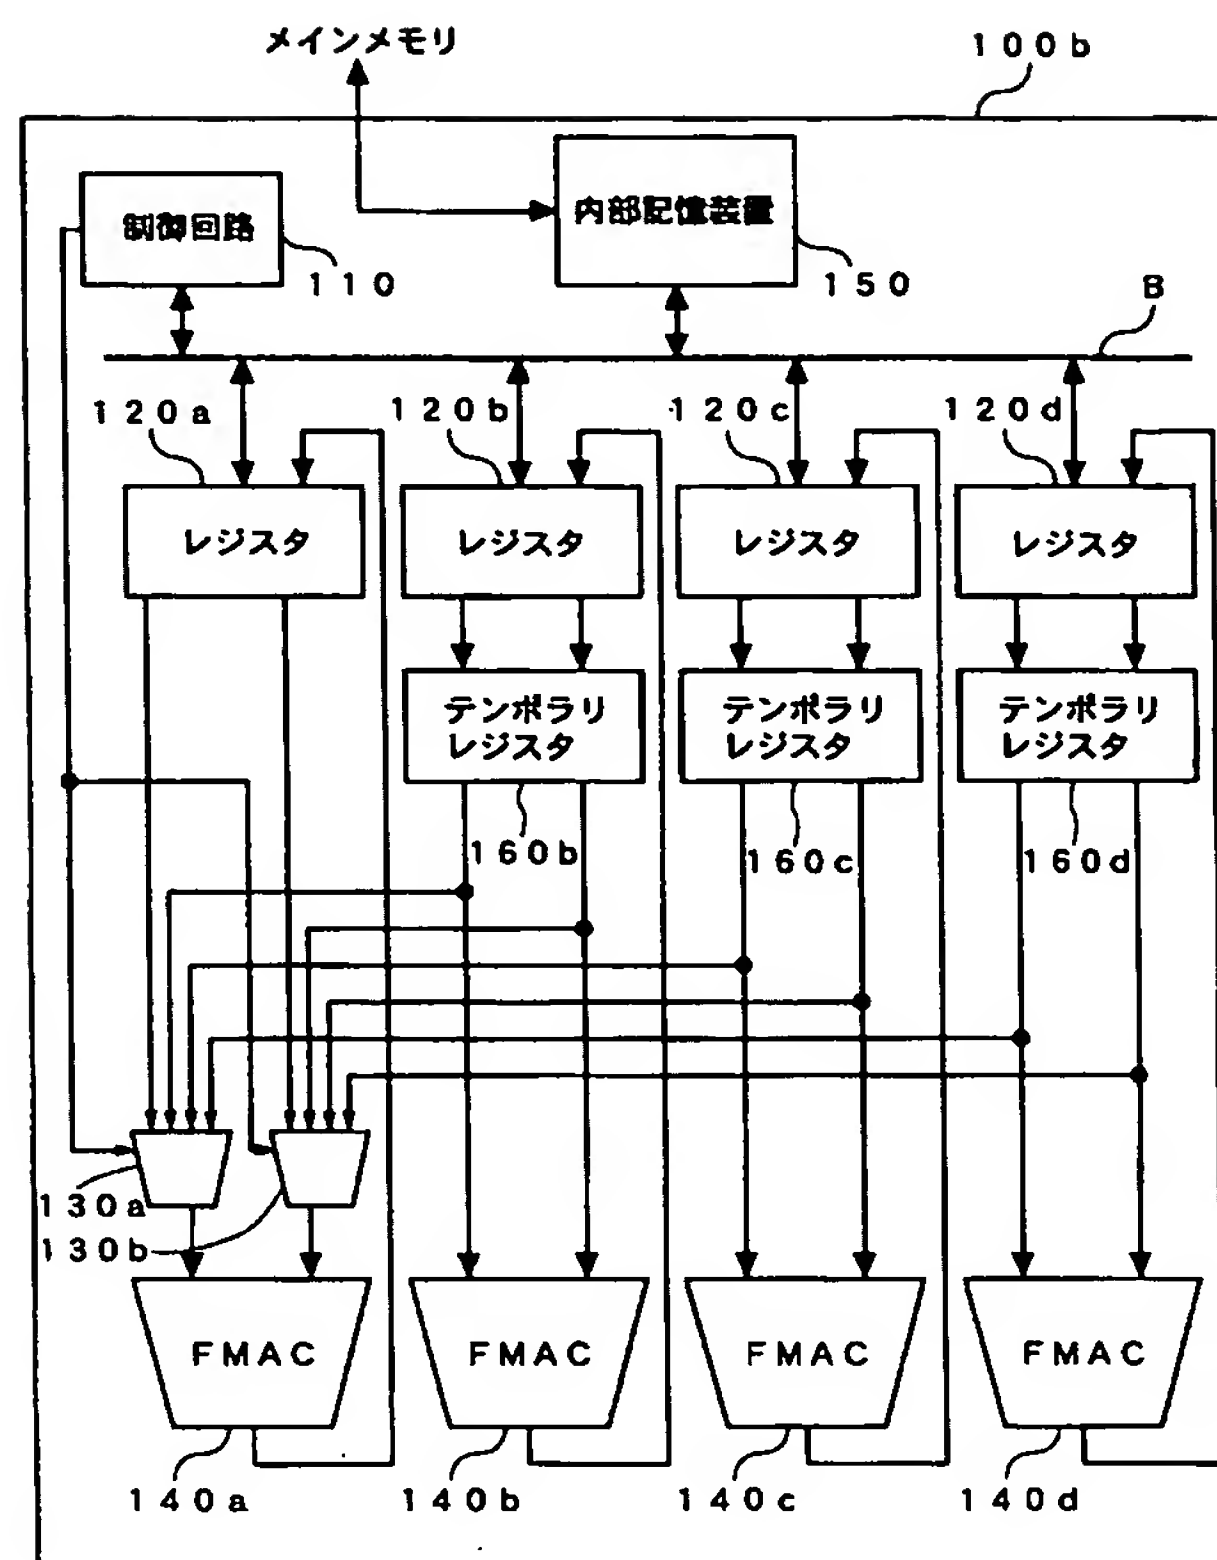 メインメモリ
100b
制御回路
内部記憶装置
110
150
B
120a
120b
120c
120d
レジスタ
レジスタ
レジスタ
レジスタ
テンポラリ
レジスタ
テンポラリ
レジスタ
テンポラリ
レジスタ
160b
160c
160d
130a
130b
FMAC
FMAC
FMAC
FMAC
140a
140b
140c
140d